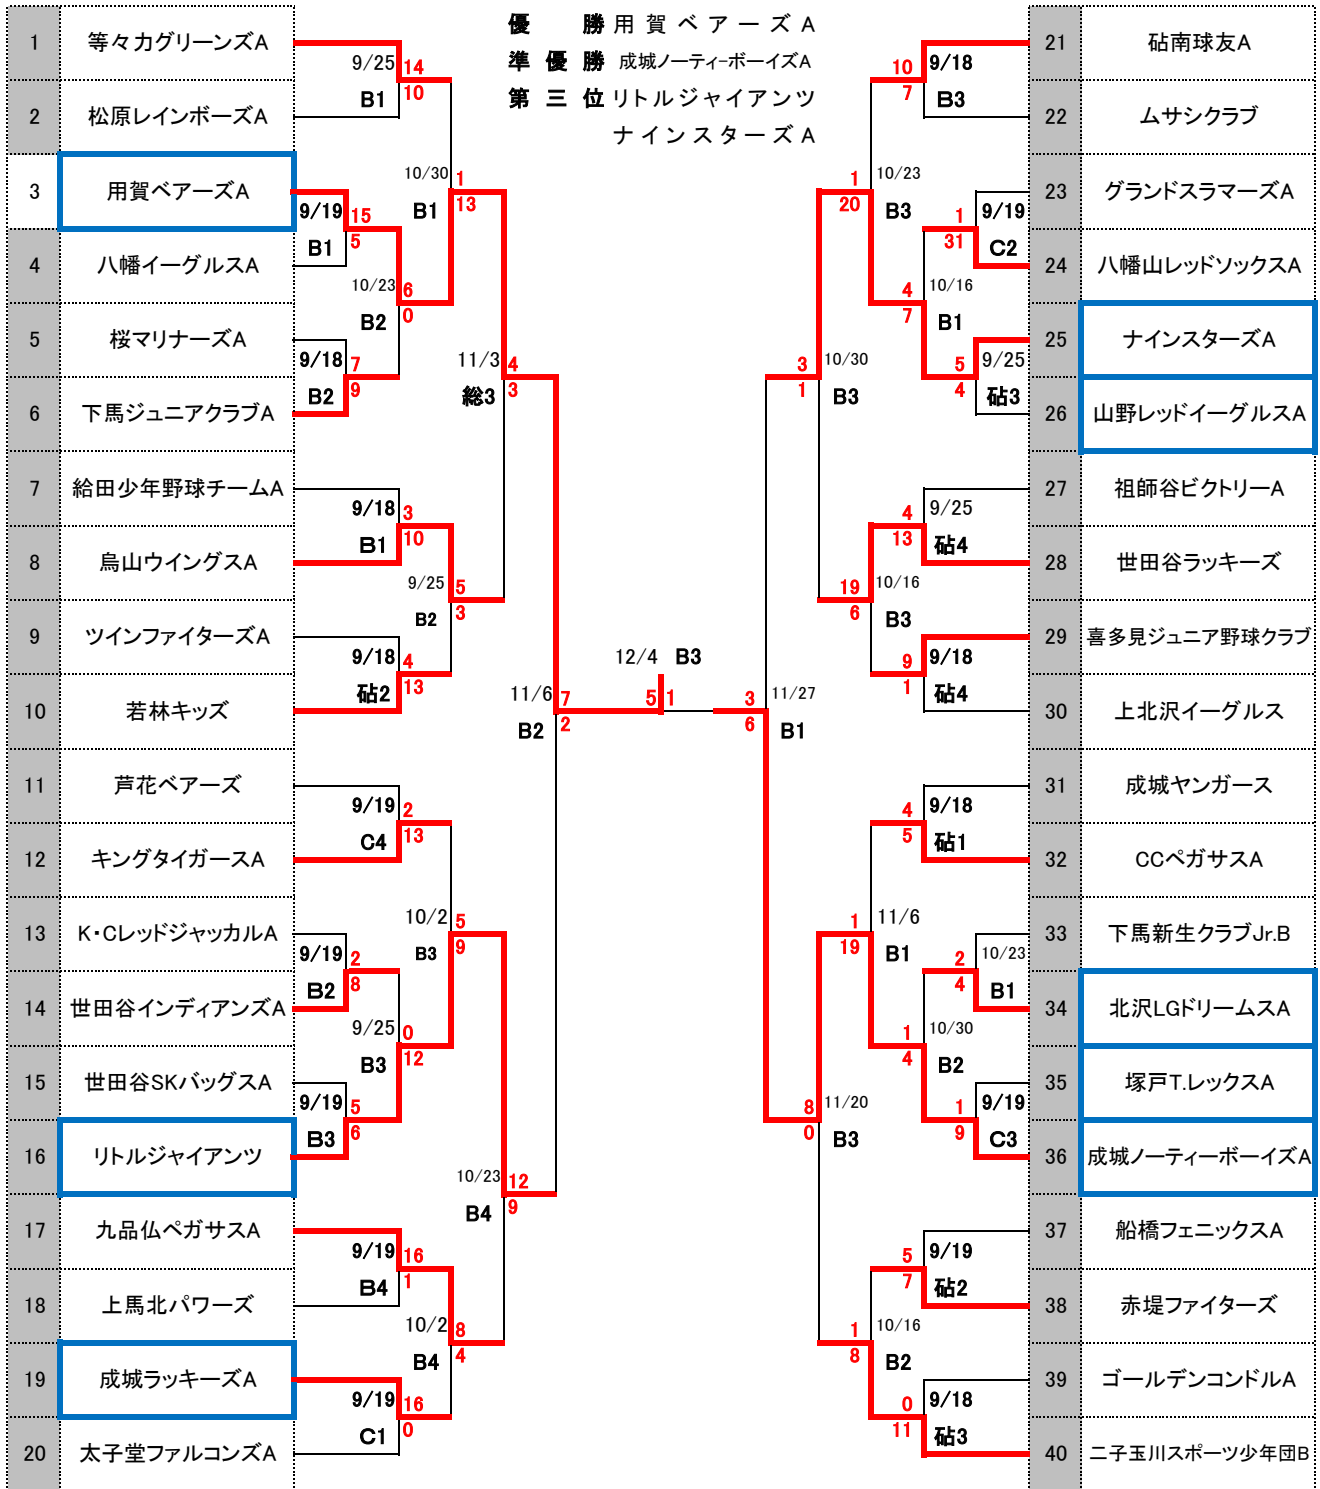 優勝 用賀ベアーズA
準優勝 成城ノーティーボーイズA
第三位 リトルジャイアンツ
ナインスターズA
1 等々力グリーンズA
9/25 14
B1 10
2 松原レインボーズA
10/30 1
B1 13
3 用賀ベアーズA
9/19 15
B1 5
4 八幡イーグルスA
10/23 6
B2 0
5 桜マリナーズA
9/18 7
B2 9
6 下馬ジュニアクラブA
11/3 4
総3 3
7 給田少年野球チームA
9/18 3
B1 10
8 烏山ウイングスA
9/25 5
B2 3
9 ツインファイターズA
9/18 4
砧2 13
10 若林キッズ
11/6 7
B2 2
11 芦花ベアーズ
9/19 2
C4 13
12 キングタイガースA
10/2 5
B3 9
13 K・CレッドジャッカルA
9/19 2
B2 8
14 世田谷インディアンズA
9/25 0
B3 12
15 世田谷SKバッグスA
9/19 5
B3 6
16 リトルジャイアンツ
10/23 12
B4 9
17 九品仏ペガサスA
9/19 16
B4 1
18 上馬北パワーズ
10/2 8
B4 4
19 成城ラッキーズA
9/19 16
C1 0
20 太子堂ファルコンズA
12/4 B3
5 1
21 砧南球友A
10 9/18
7 B3
22 ムサシクラブ
1 10/23
20 B3
23 グランドスラマーズA
1 9/19
31 C2
24 八幡山レッドソックスA
4 10/16
7 B1
25 ナインスターズA
5 9/25
4 砧3
26 山野レッドイーグルスA
3 10/30
1 B3
27 祖師谷ビクトリーA
4 9/25
13 砧4
28 世田谷ラッキーズ
19 10/16
6 B3
29 喜多見ジュニア野球クラブ
9 9/18
1 砧4
30 上北沢イーグルス
3 11/27
6 B1
31 成城ヤンガース
4 9/18
5 砧1
32 CCペガサスA
1 11/6
19 B1
33 下馬新生クラブJr.B
2 10/23
4 B1
34 北沢LGドリームスA
1 10/30
4 B2
35 塚戸T.レックスA
1 9/19
9 C3
36 成城ノーティーボーイズA
8 11/20
0 B3
37 船橋フェニックスA
5 9/19
7 砧2
38 赤堤ファイターズ
1 10/16
8 B2
39 ゴールデンコンドルA
0 9/18
11 砧3
40 二子玉川スポーツ少年団B